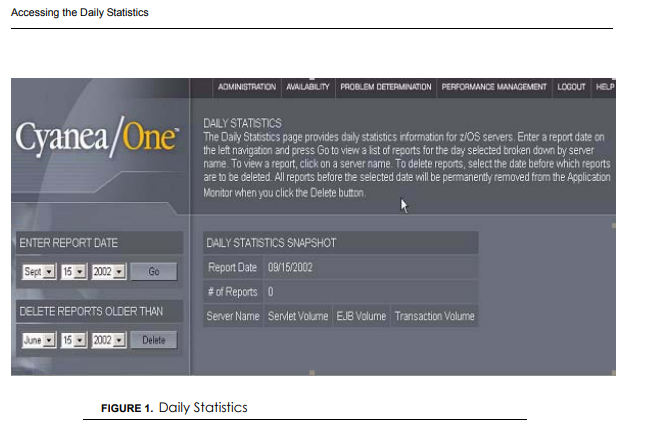 Accessing the Daily Statistics
ADMINISTRATION AVAILABILITY PROBLEM DETERMINATION PERFORMANCE MANAGEMENT LOGOUT HELP
Cyanea/One™
DAILY STATISTICS
The Daily Statistics page provides daily statistics information for z/OS servers. Enter a report date on
the left navigation and press Go to view a list of reports for the day selected broken down by server
name. To view a report, click on a server name. To delete reports, select the date before which reports
are to be deleted. All reports before the selected date will be permanently removed from the Application
Monitor when you click the Delete button.
ENTER REPORT DATE
Sept 15 2002 Go
DELETE REPORTS OLDER THAN
June 15 2002 Delete
DAILY STATISTICS SNAPSHOT
Report Date 09/15/2002
# of Reports 0
Server Name Servlet Volume EJB Volume Transaction Volume
FIGURE 1. Daily Statistics